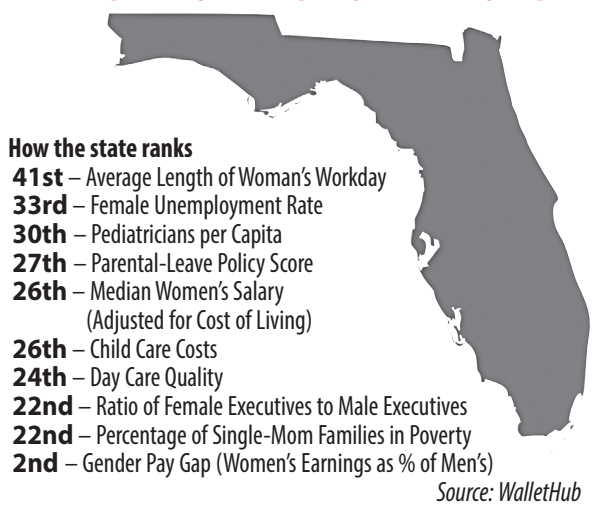 How the state ranks
41st – Average Length of Woman's Workday
33rd – Female Unemployment Rate
30th – Pediatricians per Capita
27th – Parental-Leave Policy Score
26th – Median Women's Salary
(Adjusted for Cost of Living)
26th – Child Care Costs
24th – Day Care Quality
22nd – Ratio of Female Executives to Male Executives
22nd – Percentage of Single-Mom Families in Poverty
2nd – Gender Pay Gap (Women's Earnings as % of Men's)
Source: WalletHub